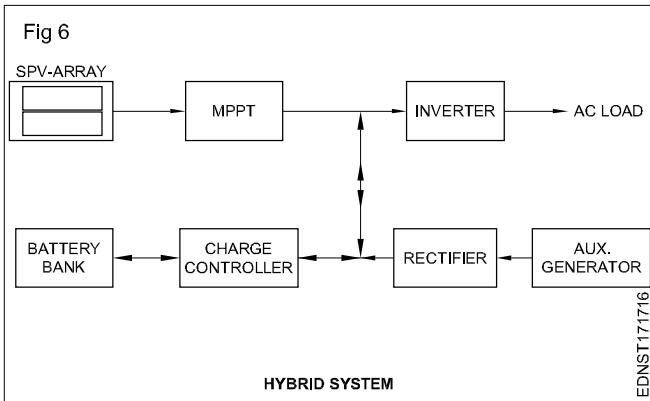 Fig 6
SPV-ARRAY
MPPT
INVERTER
AC LOAD
BATTERY
BANK
CHARGE
CONTROLLER
RECTIFIER
AUX.
GENERATOR
HYBRID SYSTEM
EDNST171716